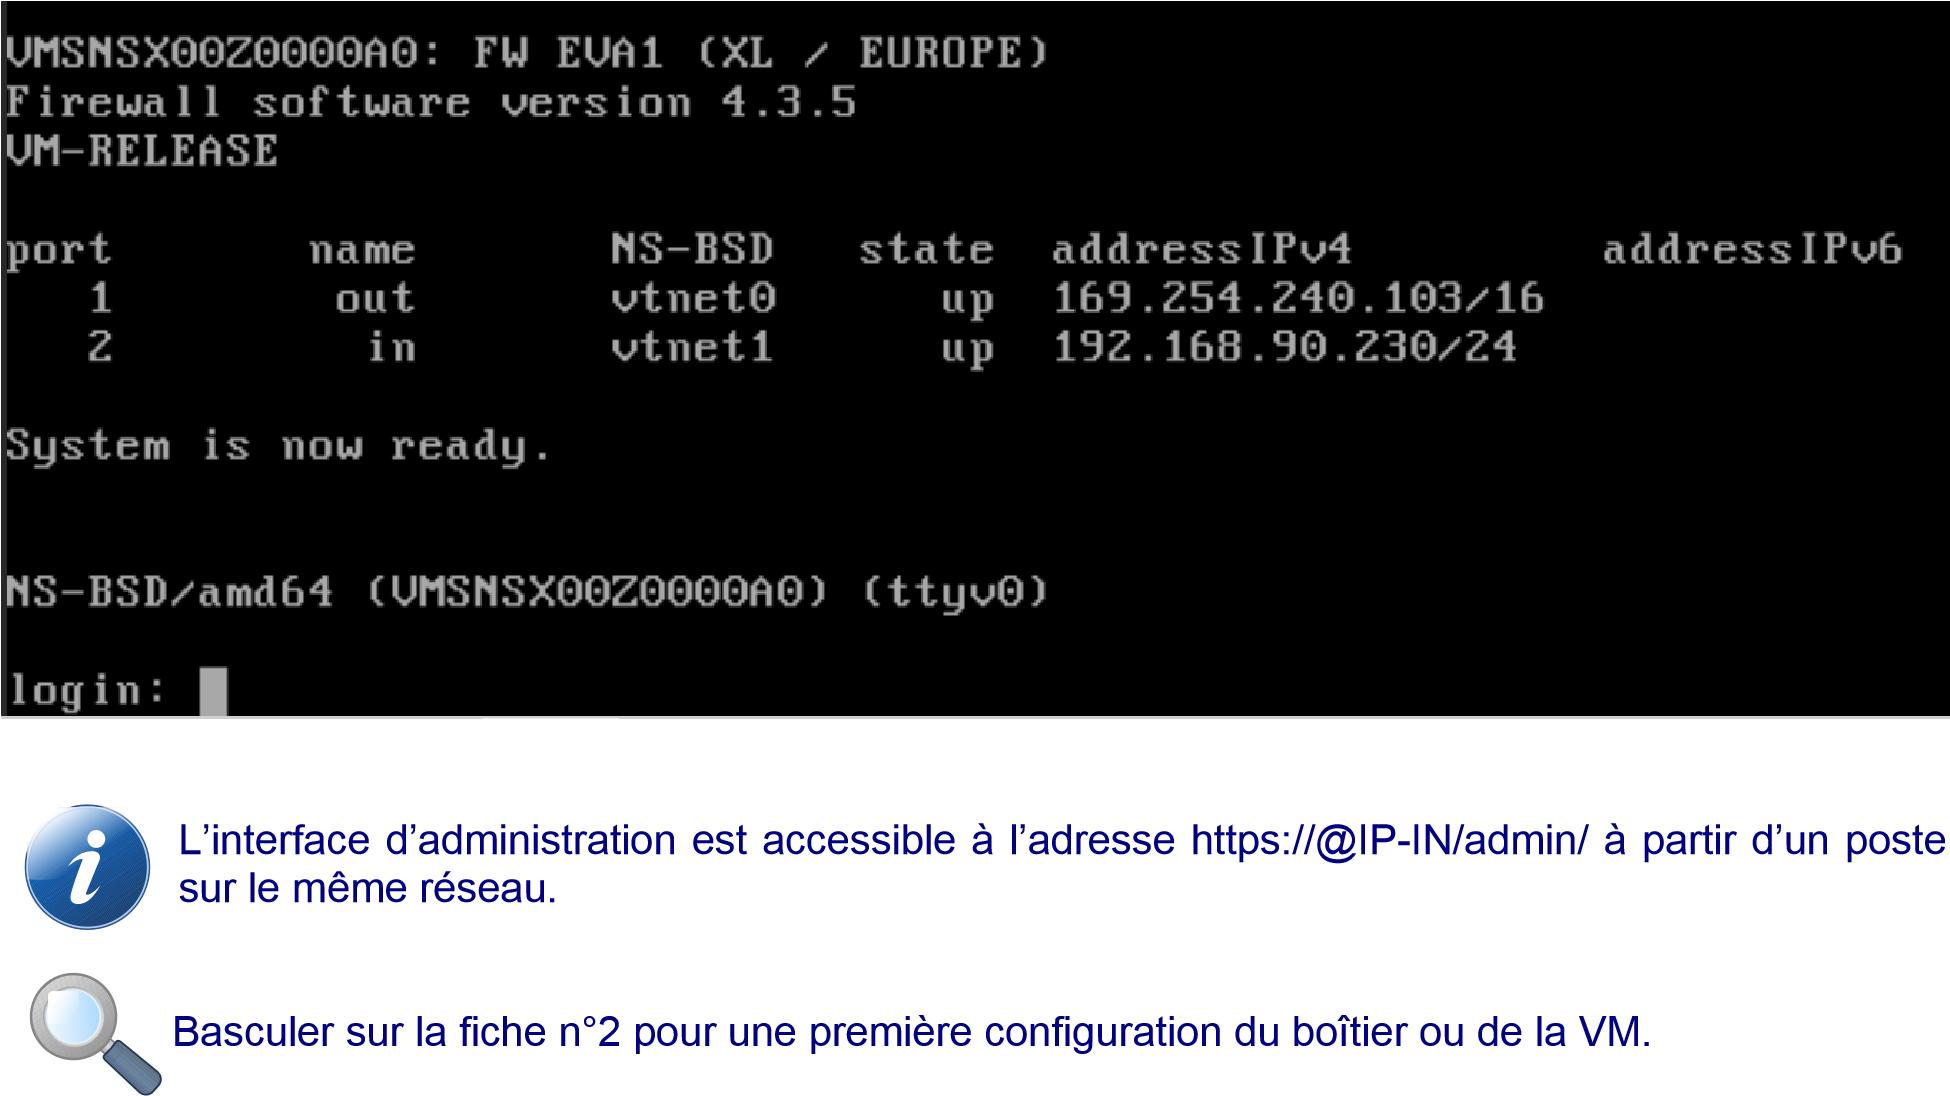 VMSNSX00Z0000A0: FW EVA1 (XL / EUROPE)
Firewall software version 4.3.5
VM-RELEASE
port name NS-BSD state addressIPv4 addressIPv6
1 out vtnet0 up 169.254.240.103/16
2 in vtnet1 up 192.168.90.230/24
System is now ready.
NS-BSD/amd64 (VMSNSX00Z0000A0) (ttyv0)
login:
L’interface d’administration est accessible à l’adresse https://@IP-IN/admin/ à partir d’un poste
sur le même réseau.
Basculer sur la fiche n°2 pour une première configuration du boîtier ou de la VM.